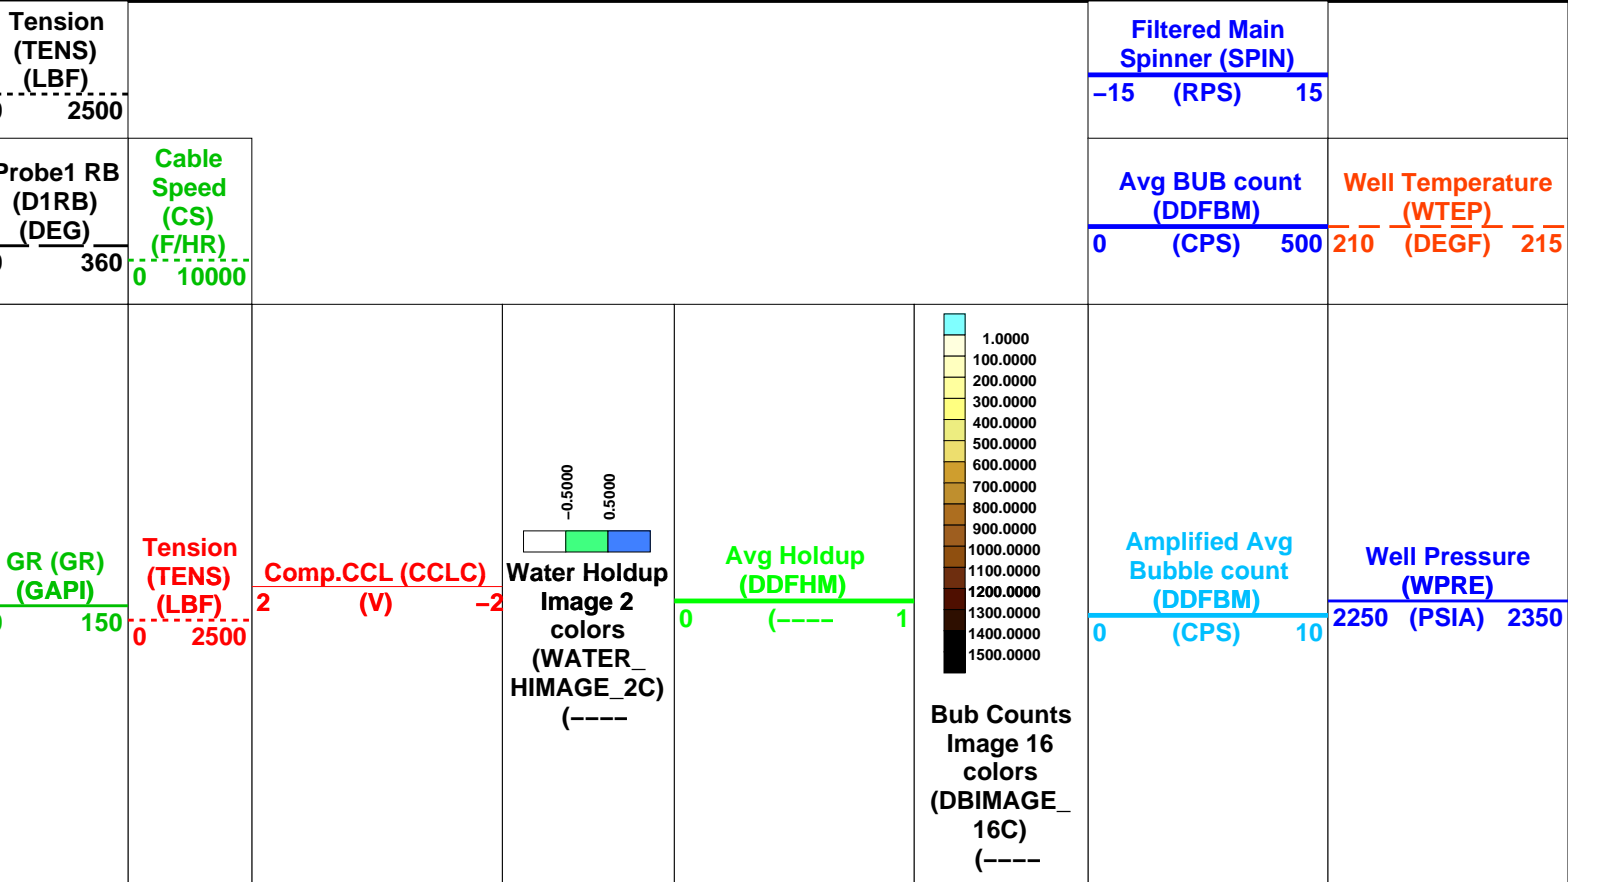 Tension
(TENS)
(LBF)
2500
Filtered Main
Spinner (SPIN)
−15 (RPS) 15
Probe1 RB
(D1RB)
(DEG)
360
Cable
Speed
(CS)
(F/HR)
0 10000
Avg BUB count
(DDFBM)
0 (CPS) 500
Well Temperature
(WTEP)
210 (DEGF) 215
GR (GR)
(GAPI)
150
Tension
(TENS)
(LBF)
0 2500
Comp.CCL (CCLC)
2 (V) −2
−0.5000
0.5000
Water Holdup
Image 2
colors
(WATER_
HIMAGE_2C)
(−−−−
Avg Holdup
(DDFHM)
0 (−−−− 1
1.0000
100.0000
200.0000
300.0000
400.0000
500.0000
600.0000
700.0000
800.0000
900.0000
1000.0000
1100.0000
1200.0000
1300.0000
1400.0000
1500.0000
Bub Counts
Image 16
colors
(DBIMAGE_
16C)
(−−−−
Amplified Avg
Bubble count
(DDFBM)
0 (CPS) 10
Well Pressure
(WPRE)
2250 (PSIA) 2350